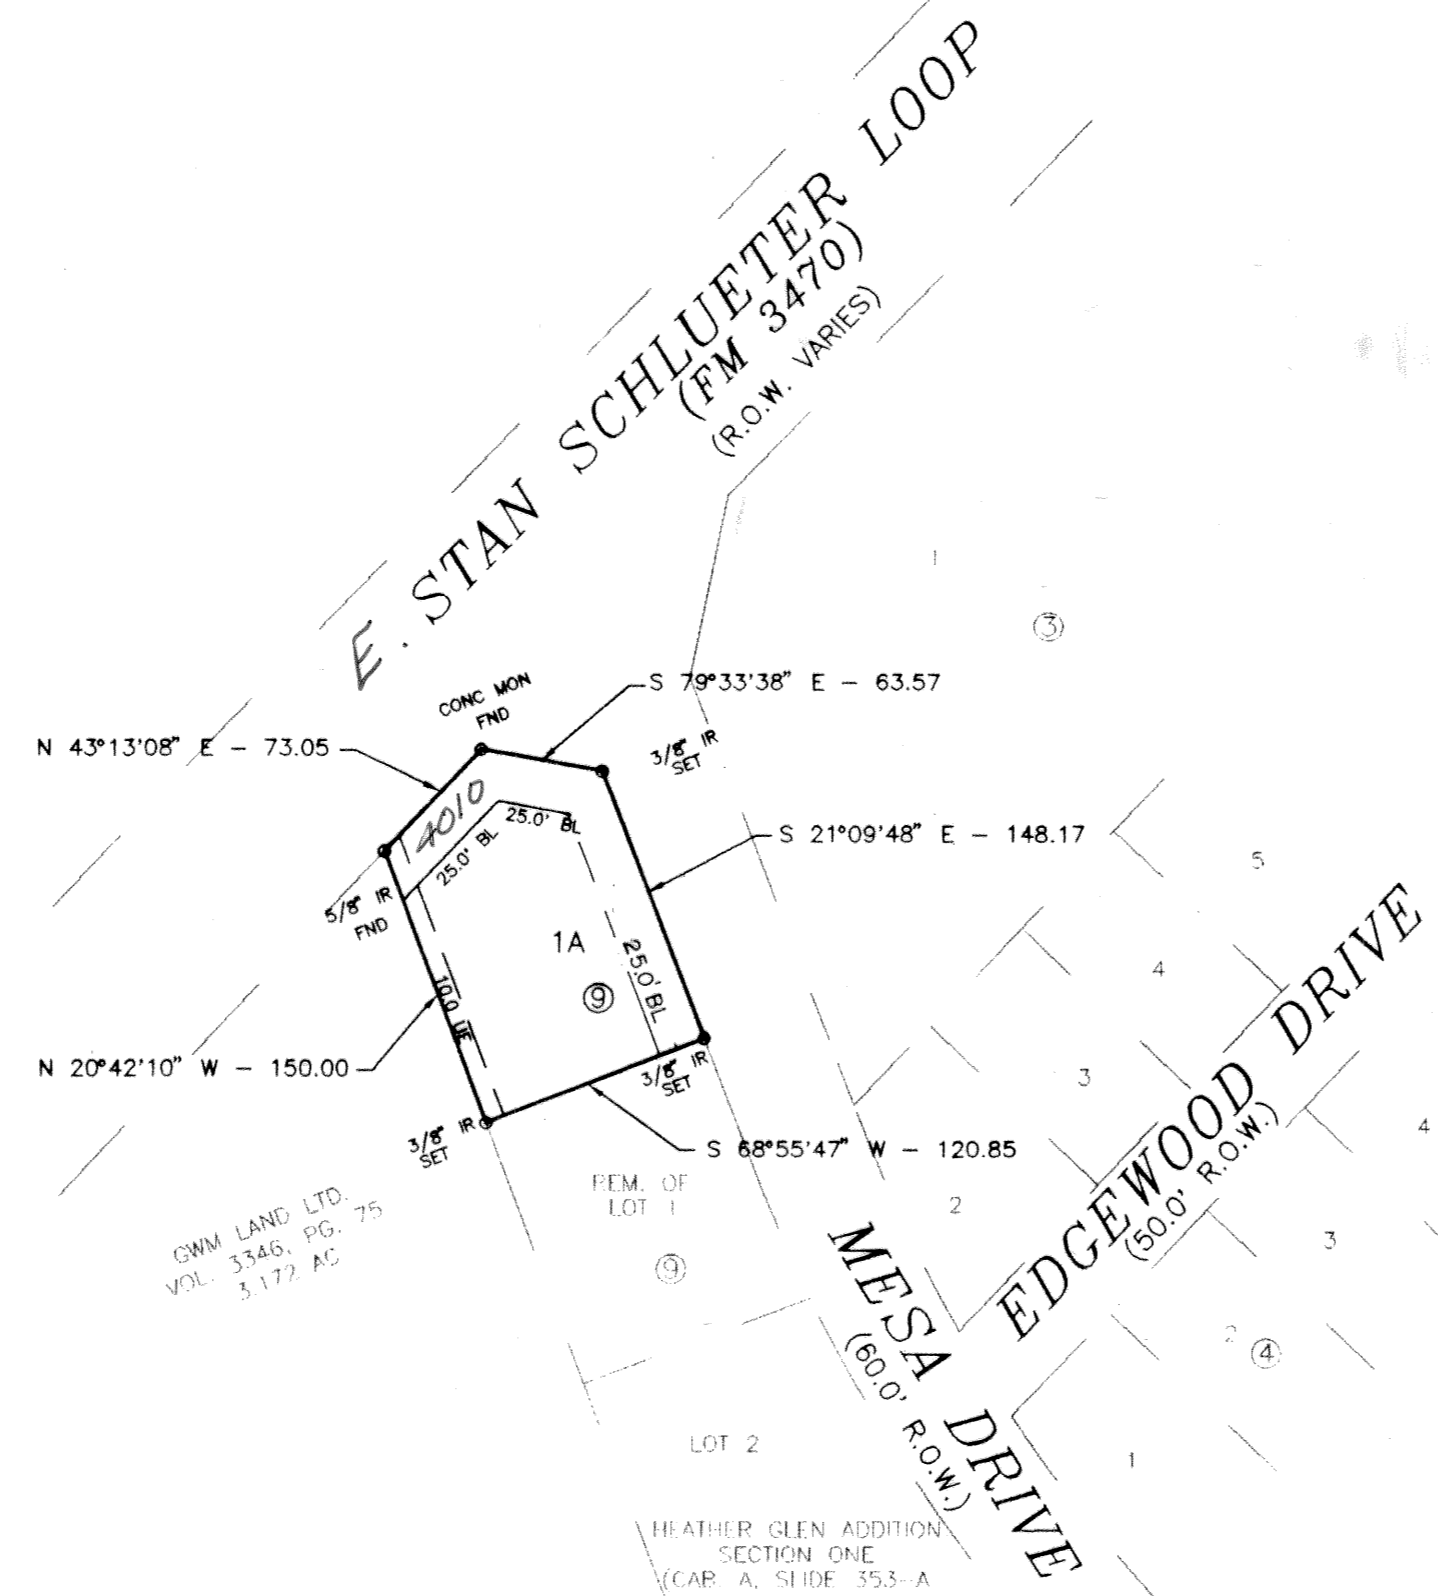 E. STAN SCHLUETER LOOP
(FM 3470)
(R.O.W. VARIES)
1
3
CONC MON
FND
S 79°33'38" E - 63.57
N 43°13'08" E - 73.05
3/8" IR
SET
4010
25.0' BL
25.0' BL
S 21°09'48" E - 148.17
5
5/8" IR
FND
1A
25.0' BL
9
4
10.0 UE
N 20°42'10" W - 150.00
3/8" IR
SET
3
3/8" IR
SET
S 68°55'47" W - 120.85
EDGEWOOD DRIVE
(50.0' R.O.W.)
4
REM. OF
LOT 1
9
2
3
GWM LAND LTD.
VOL. 3346, PG. 75
3.172 AC
MESA DRIVE
(60.0' R.O.W.)
2
4
LOT 2
1
HEATHER GLEN ADDITION
SECTION ONE
(CAB. A, SLIDE 353-A